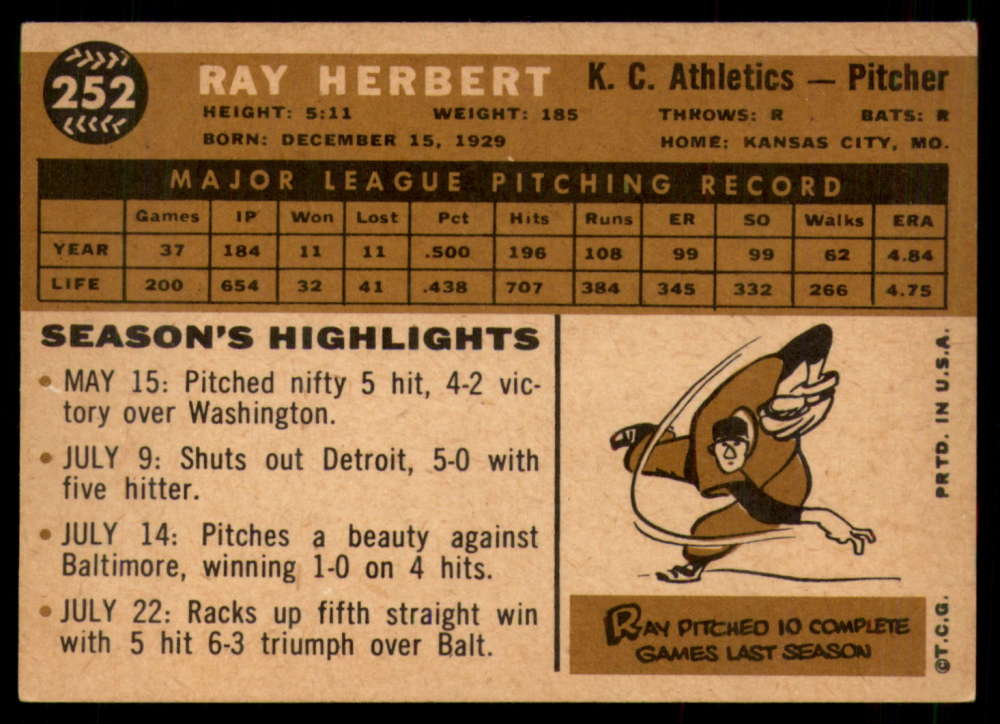 252
RAY HERBERT
K. C. Athletics — Pitcher
HEIGHT: 5:11 WEIGHT: 185 THROWS: R BATS: R
BORN: DECEMBER 15, 1929 HOME: KANSAS CITY, MO.
MAJOR LEAGUE PITCHING RECORD
Games IP Won Lost Pct Hits Runs ER SO Walks ERA
YEAR 37 184 11 11 .500 196 108 99 99 62 4.84
LIFE 200 654 32 41 .438 707 384 345 332 266 4.75
SEASON'S HIGHLIGHTS
• MAY 15: Pitched nifty 5 hit, 4-2 vic-
tory over Washington.
• JULY 9: Shuts out Detroit, 5-0 with
five hitter.
• JULY 14: Pitches a beauty against
Baltimore, winning 1-0 on 4 hits.
• JULY 22: Racks up fifth straight win
with 5 hit 6-3 triumph over Balt.
RAY PITCHED 10 COMPLETE
GAMES LAST SEASON
©T.C.G. PRTD. IN U.S.A.